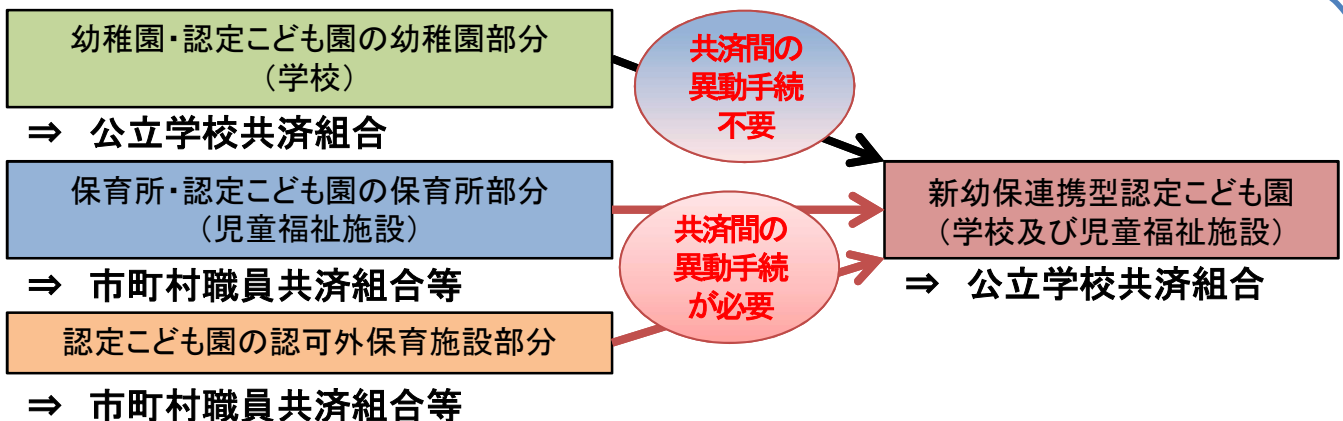 幼稚園・認定こども園の幼稚園部分
（学校）
⇒　公立学校共済組合
保育所・認定こども園の保育所部分
（児童福祉施設）
⇒　市町村職員共済組合等
認定こども園の認可外保育施設部分
⇒　市町村職員共済組合等
共済間の
異動手続
不要
共済間の
異動手続
が必要
新幼保連携型認定こども園
（学校及び児童福祉施設）
⇒　公立学校共済組合